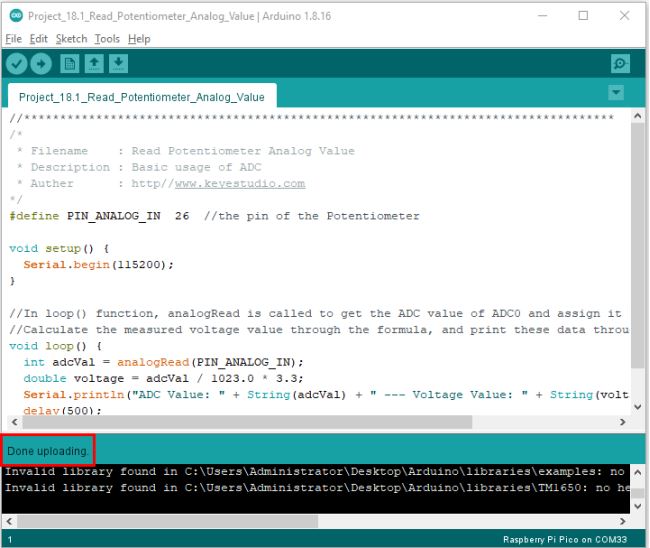 Project_18.1_Read_Potentiometer_Analog_Value | Arduino 1.8.16
File Edit Sketch Tools Help
Project_18.1_Read_Potentiometer_Analog_Value
//**********************************************************************************
/*
 * Filename    : Read Potentiometer Analog Value
 * Description : Basic usage of ADC
 * Auther      : http//www.keyestudio.com
*/
#define PIN_ANALOG_IN  26  //the pin of the Potentiometer
void setup() {
  Serial.begin(115200);
}
//In loop() function, analogRead is called to get the ADC value of ADC0 and assign it
//Calculate the measured voltage value through the formula, and print these data throu
void loop() {
  int adcVal = analogRead(PIN_ANALOG_IN);
  double voltage = adcVal / 1023.0 * 3.3;
  Serial.println("ADC Value: " + String(adcVal) + " --- Voltage Value: " + String(volt
  delay(500);
Done uploading.
Invalid library found in C:\Users\Administrator\Desktop\Arduino\libraries\examples: no
Invalid library found in C:\Users\Administrator\Desktop\Arduino\libraries\TM1650: no he
1 Raspberry Pi Pico on COM33